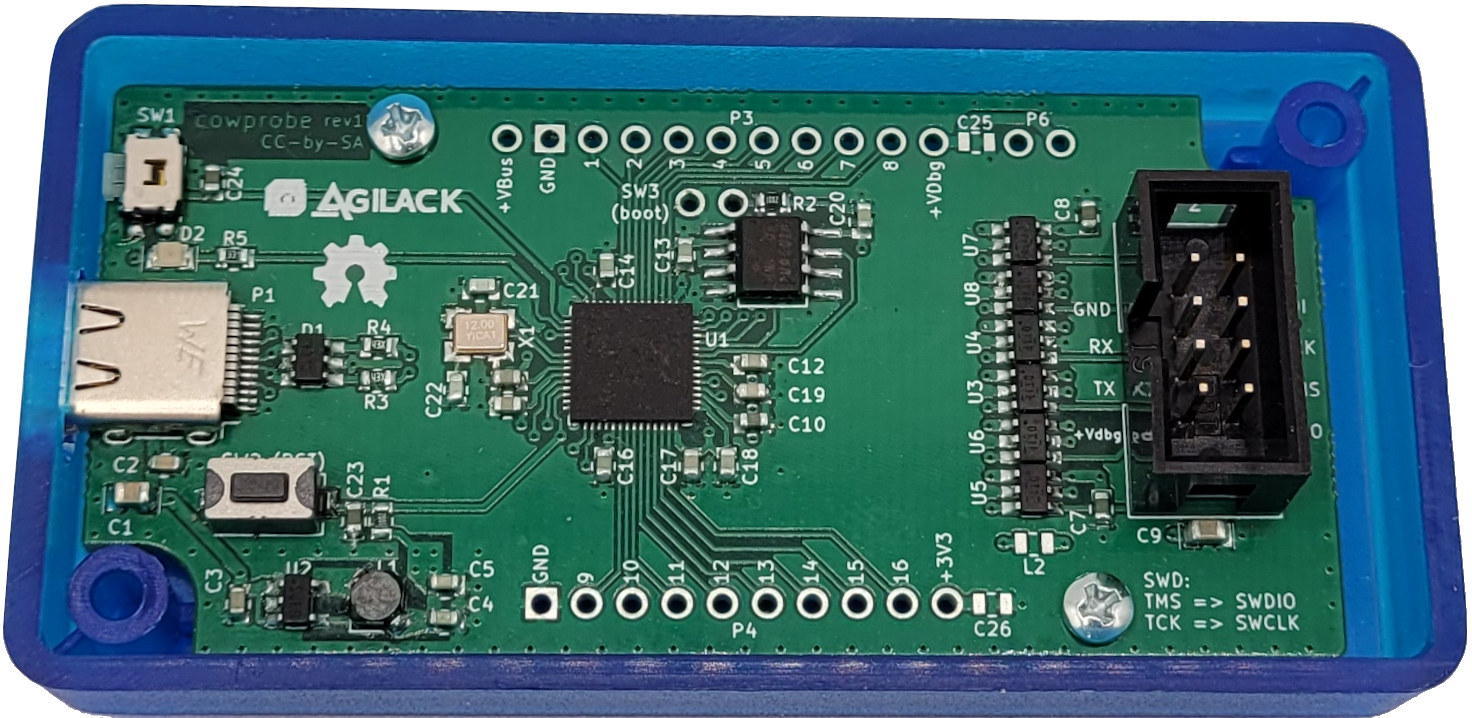 SW1
cowprobe rev1
CC-by-SA
C24
AGILACK
+VBus
GND
1
2
3
4
5
6
7
8
+VDbg
P3
C25
P6
SW3
(boot)
R2
C20
C8
D2
R5
C14
C13
U7
U8
P1
C21
12.00
D1
R4
X1
U1
U4
GND
WE
RX
R3
C22
C12
C19
C10
U3
TX
U6
+Vdbg
C2
C1
C23
R1
C16
C17
C18
U5
C7
C9
L2
C3
U2
C5
C4
GND
9
10
11
12
13
14
15
16
+3V3
P4
C26
SWD:
TMS => SWDIO
TCK => SWCLK